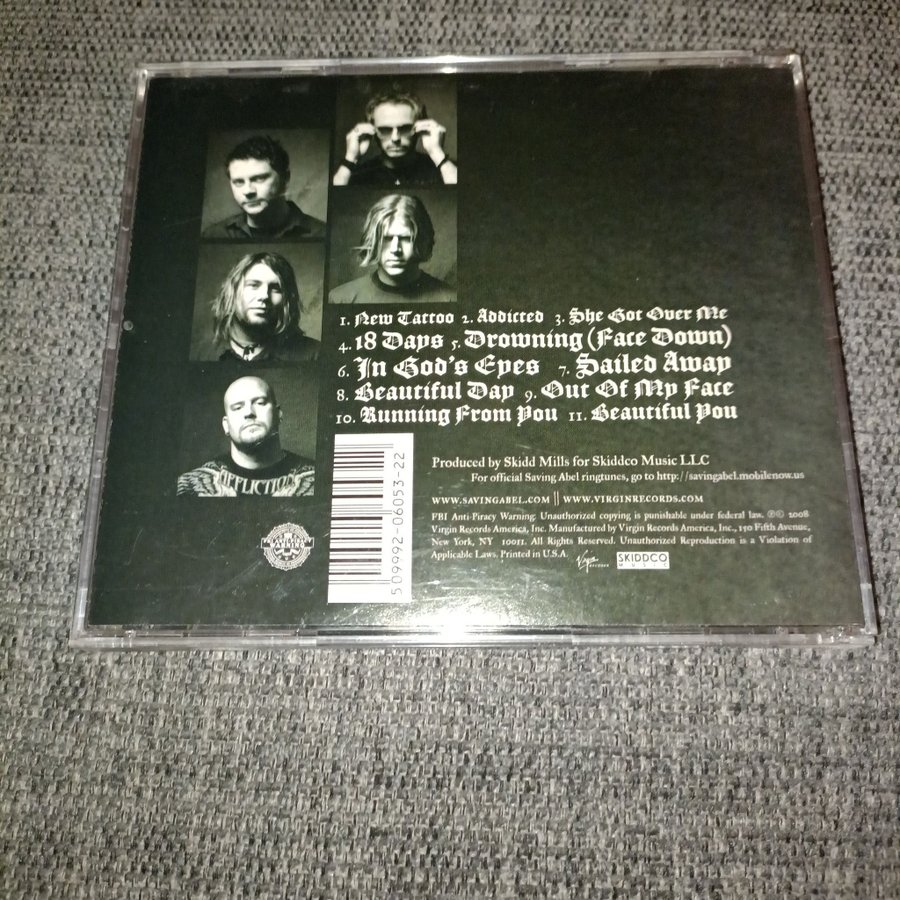 1. New Tattoo 2. Addicted 3. She Got Over Me
4. 18 Days 5. Drowning (Face Down)
6. In God's Eyes 7. Sailed Away
8. Beautiful Day 9. Out Of My Face
10. Running From You 11. Beautiful You
AFFLICTION
5 09992 06053 22
Produced by Skidd Mills for Skiddco Music LLC
For official Saving Abel ringtones, go to http://savingabel.mobilenow.us
WWW.SAVINGABEL.COM || WWW.VIRGINRECORDS.COM
FBI Anti-Piracy Warning: Unauthorized copying is punishable under federal law. ℗© 2008
Virgin Records America, Inc. Manufactured by Virgin Records America, Inc., 150 Fifth Avenue,
New York, NY 10011. All Rights Reserved. Unauthorized Reproduction is a Violation of
Applicable Laws. Printed in U.S.A.
Virgin RECORDS
SKIDDCO
MUSIC